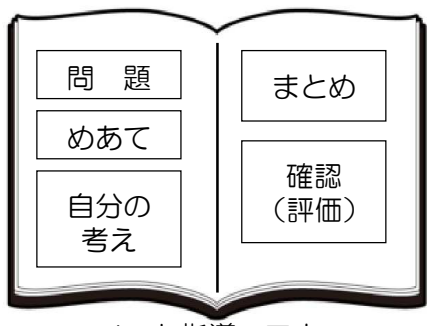 問　題
めあて
自分の
考え
まとめ
確認
（評価）